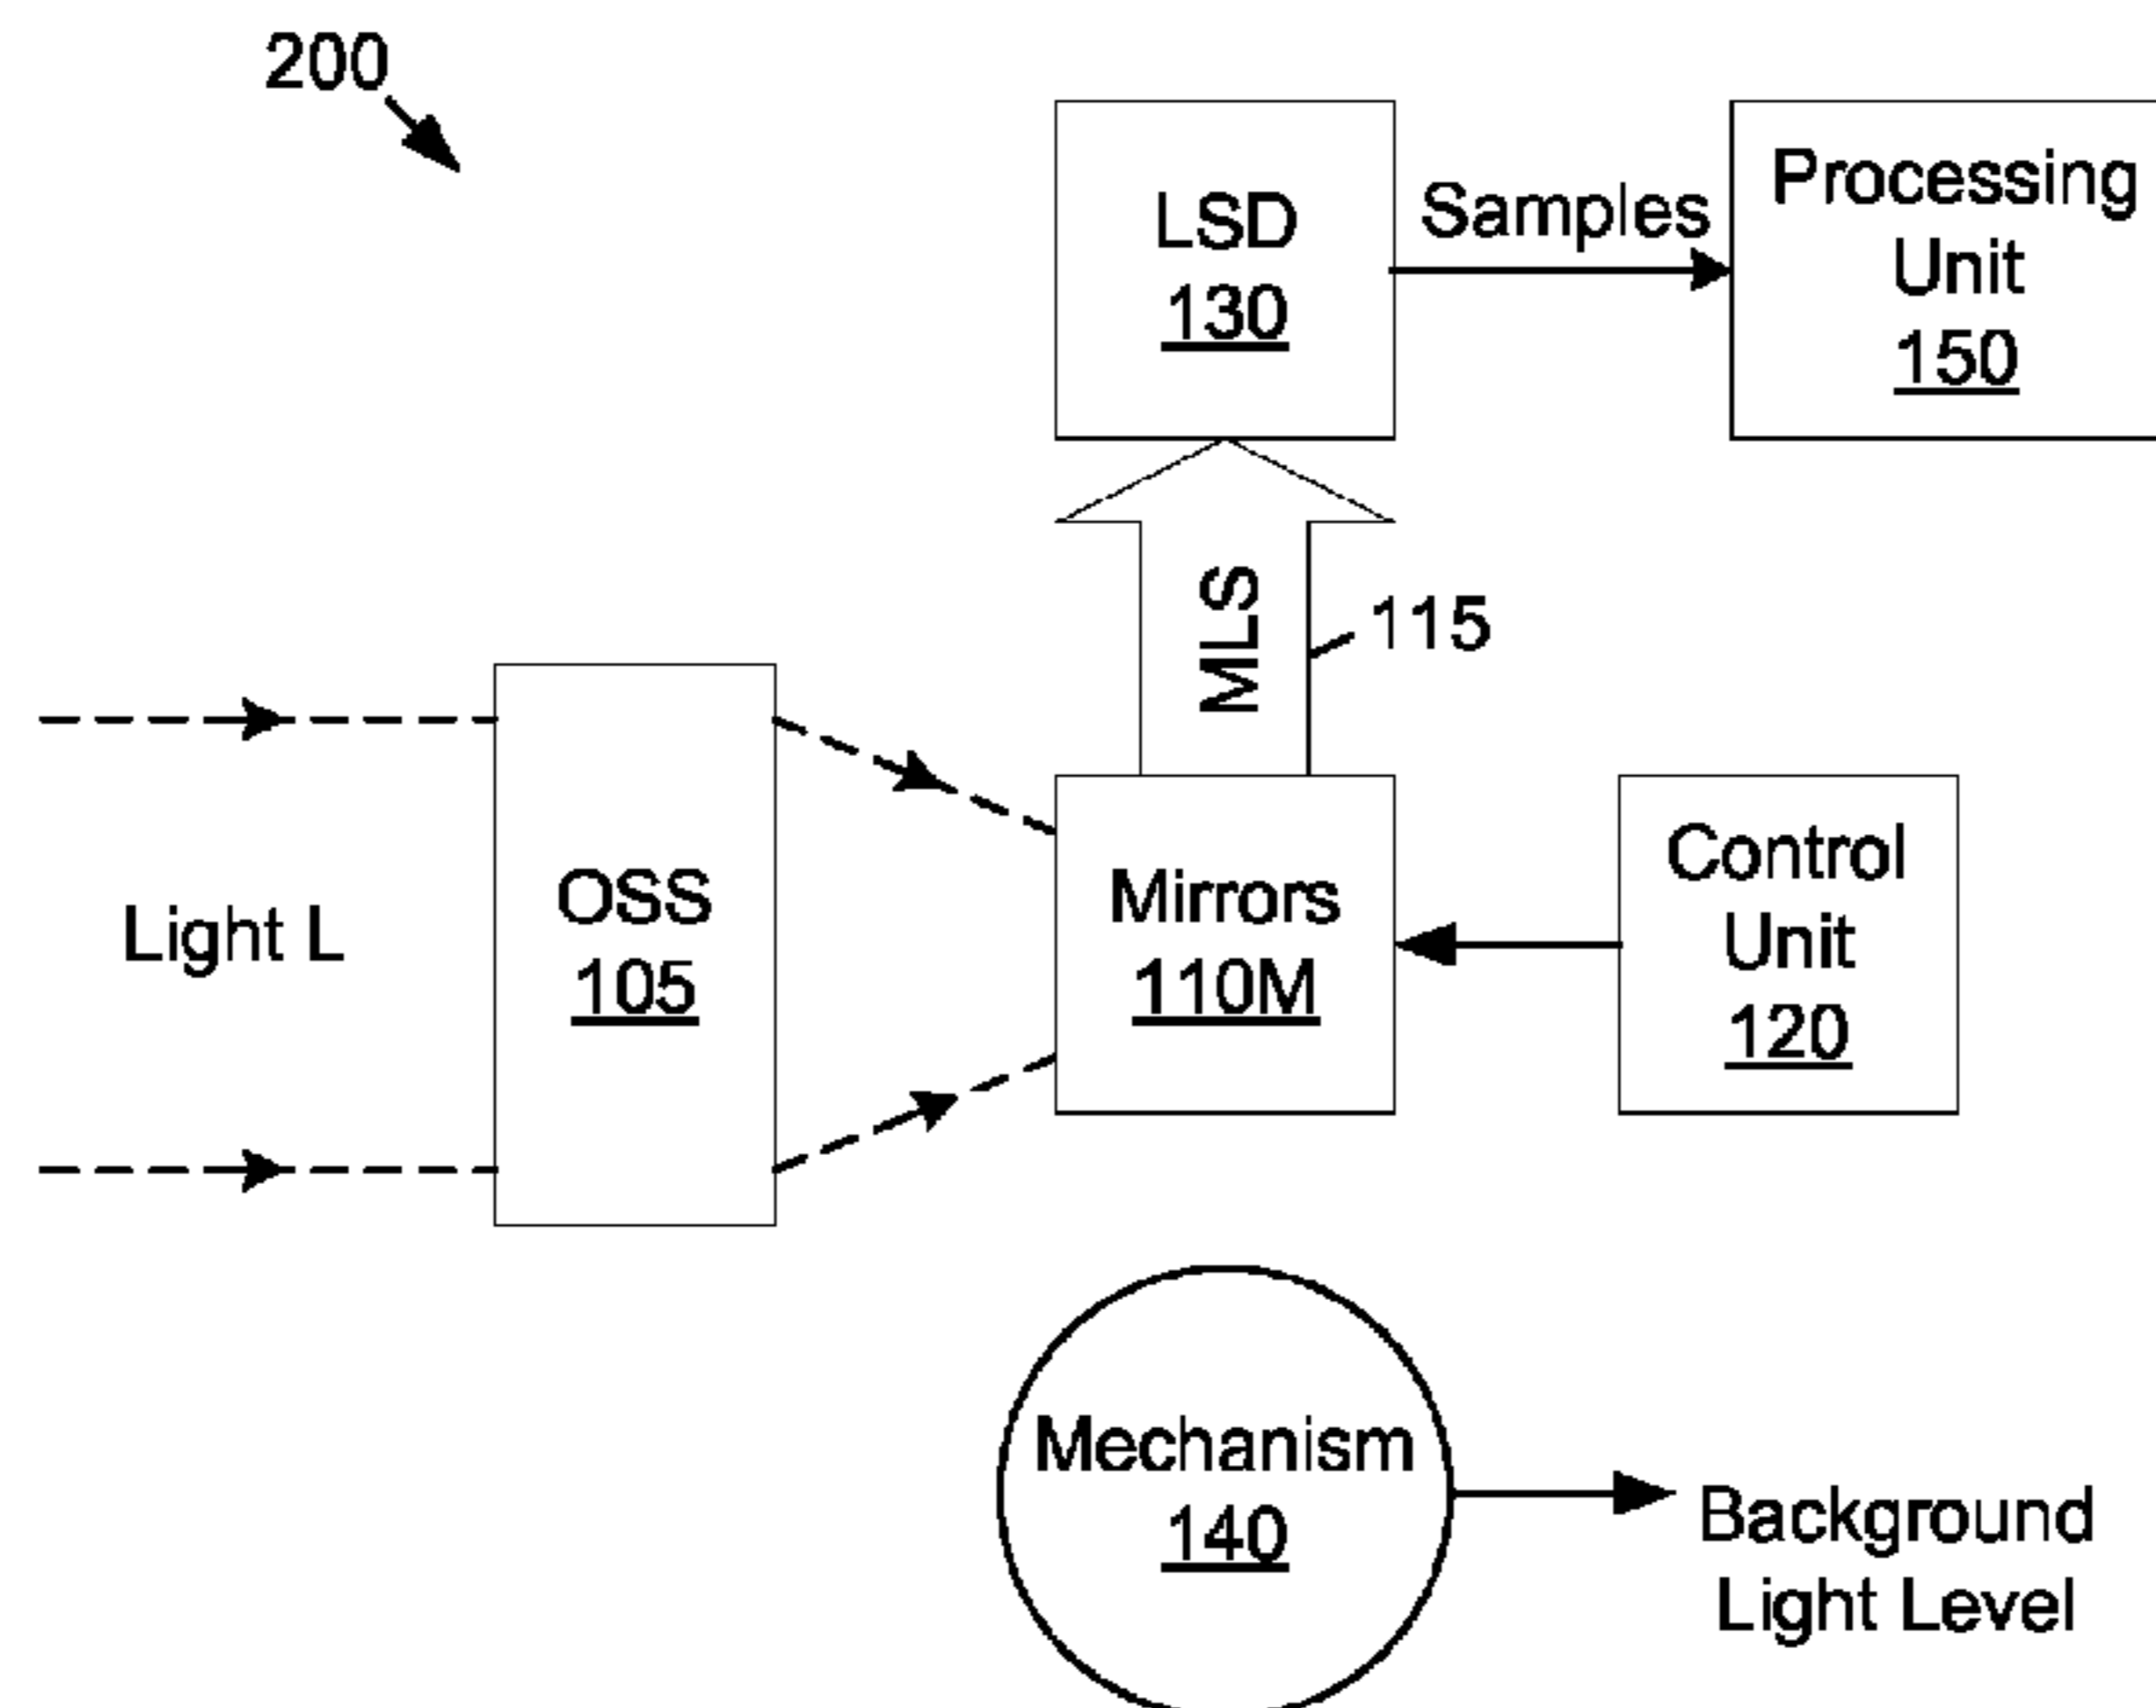 200
LSD
130
Samples
Processing
Unit
150
MLS
115
Light L
OSS
105
Mirrors
110M
Control
Unit
120
Mechanism
140
Background
Light Level